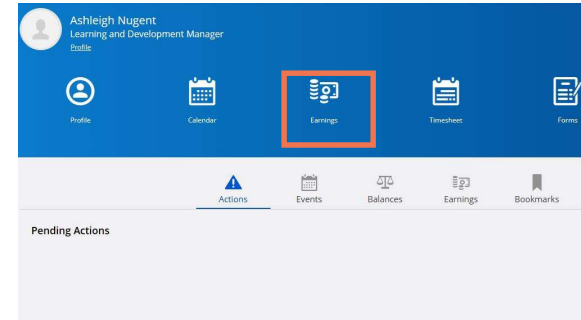 Ashleigh Nugent
Learning and Development Manager
Profile
Profile Calendar Earnings Timesheet Forms
Actions Events Balances Earnings Bookmarks
Pending Actions